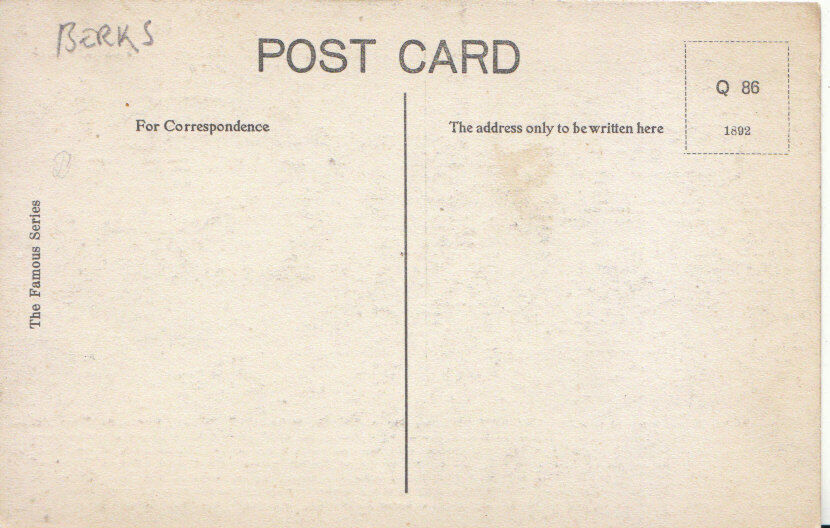 BERKS
POST CARD
Q 86
1892
For Correspondence
The address only to be written here
The Famous Series